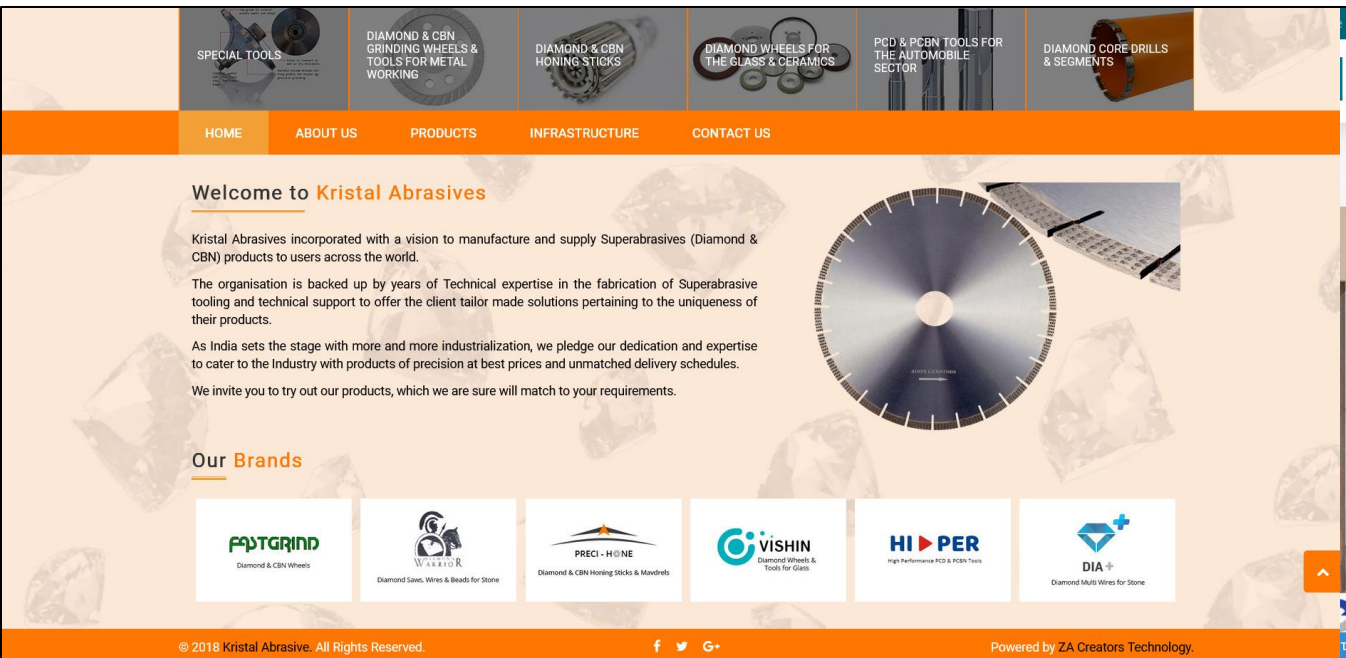 SPECIAL TOOLS
DIAMOND & CBN
GRINDING WHEELS &
TOOLS FOR METAL
WORKING
DIAMOND & CBN
HONING STICKS
DIAMOND WHEELS FOR
THE GLASS & CERAMICS
PCD & PCBN TOOLS FOR
THE AUTOMOBILE
SECTOR
DIAMOND CORE DRILLS
& SEGMENTS
HOME ABOUT US PRODUCTS INFRASTRUCTURE CONTACT US
Welcome to Kristal Abrasives
Kristal Abrasives incorporated with a vision to manufacture and supply Superabrasives (Diamond &
CBN) products to users across the world.
The organisation is backed up by years of Technical expertise in the fabrication of Superabrasive
tooling and technical support to offer the client tailor made solutions pertaining to the uniqueness of
their products.
As India sets the stage with more and more industrialization, we pledge our dedication and expertise
to cater to the Industry with products of precision at best prices and unmatched delivery schedules.
We invite you to try out our products, which we are sure will match to your requirements.
Our Brands
FASTGRIND
Diamond & CBN Wheels
WARRIOR
Diamond Saws, Wires & Beads for Stone
PRECI - HONE
Diamond & CBN Honing Sticks & Mavdrels
VISHIN
Diamond Wheels &
Tools for Glass
HI PER
High Performance PCD & PCBN Tools
DIA+
Diamond Multi Wires for Stone
© 2018 Kristal Abrasive. All Rights Reserved.
f G+
Powered by ZA Creators Technology.